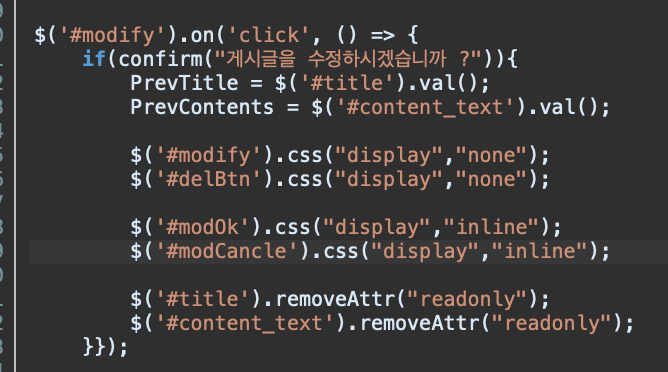 $('#modify').on('click', () => {
if(confirm("게시글을 수정하시겠습니까 ?")){
PrevTitle = $('#title').val();
PrevContents = $('#content_text').val();
$('#modify').css("display","none");
$('#delBtn').css("display","none");
$('#modOk').css("display","inline");
$('#modCancle').css("display","inline");
$('#title').removeAttr("readonly");
$('#content_text').removeAttr("readonly");
}});